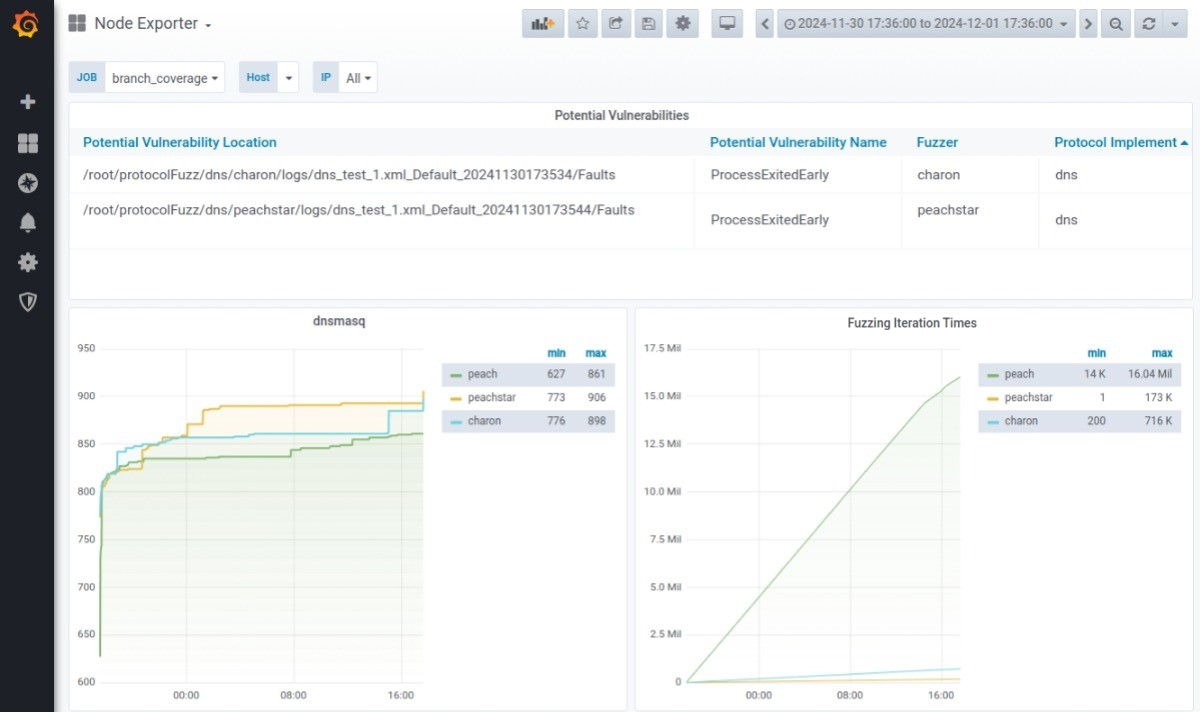 Node Exporter
2024-11-30 17:36:00 to 2024-12-01 17:36:00
JOB branch_coverage Host IP All
Potential Vulnerabilities
Potential Vulnerability Location Potential Vulnerability Name Fuzzer Protocol Implement
/root/protocolFuzz/dns/charon/logs/dns_test_1.xml_Default_20241130173534/Faults ProcessExitedEarly charon dns
/root/protocolFuzz/dns/peachstar/logs/dns_test_1.xml_Default_20241130173544/Faults ProcessExitedEarly peachstar dns
dnsmasq
950
900
850
800
750
700
650
600
00:00 08:00 16:00
min max
peach 627 861
peachstar 773 906
charon 776 898
Fuzzing Iteration Times
17.5 Mil
15.0 Mil
12.5 Mil
10.0 Mil
7.5 Mil
5.0 Mil
2.5 Mil
0
00:00 08:00 16:00
min max
peach 14 K 16.04 Mil
peachstar 1 173 K
charon 200 716 K